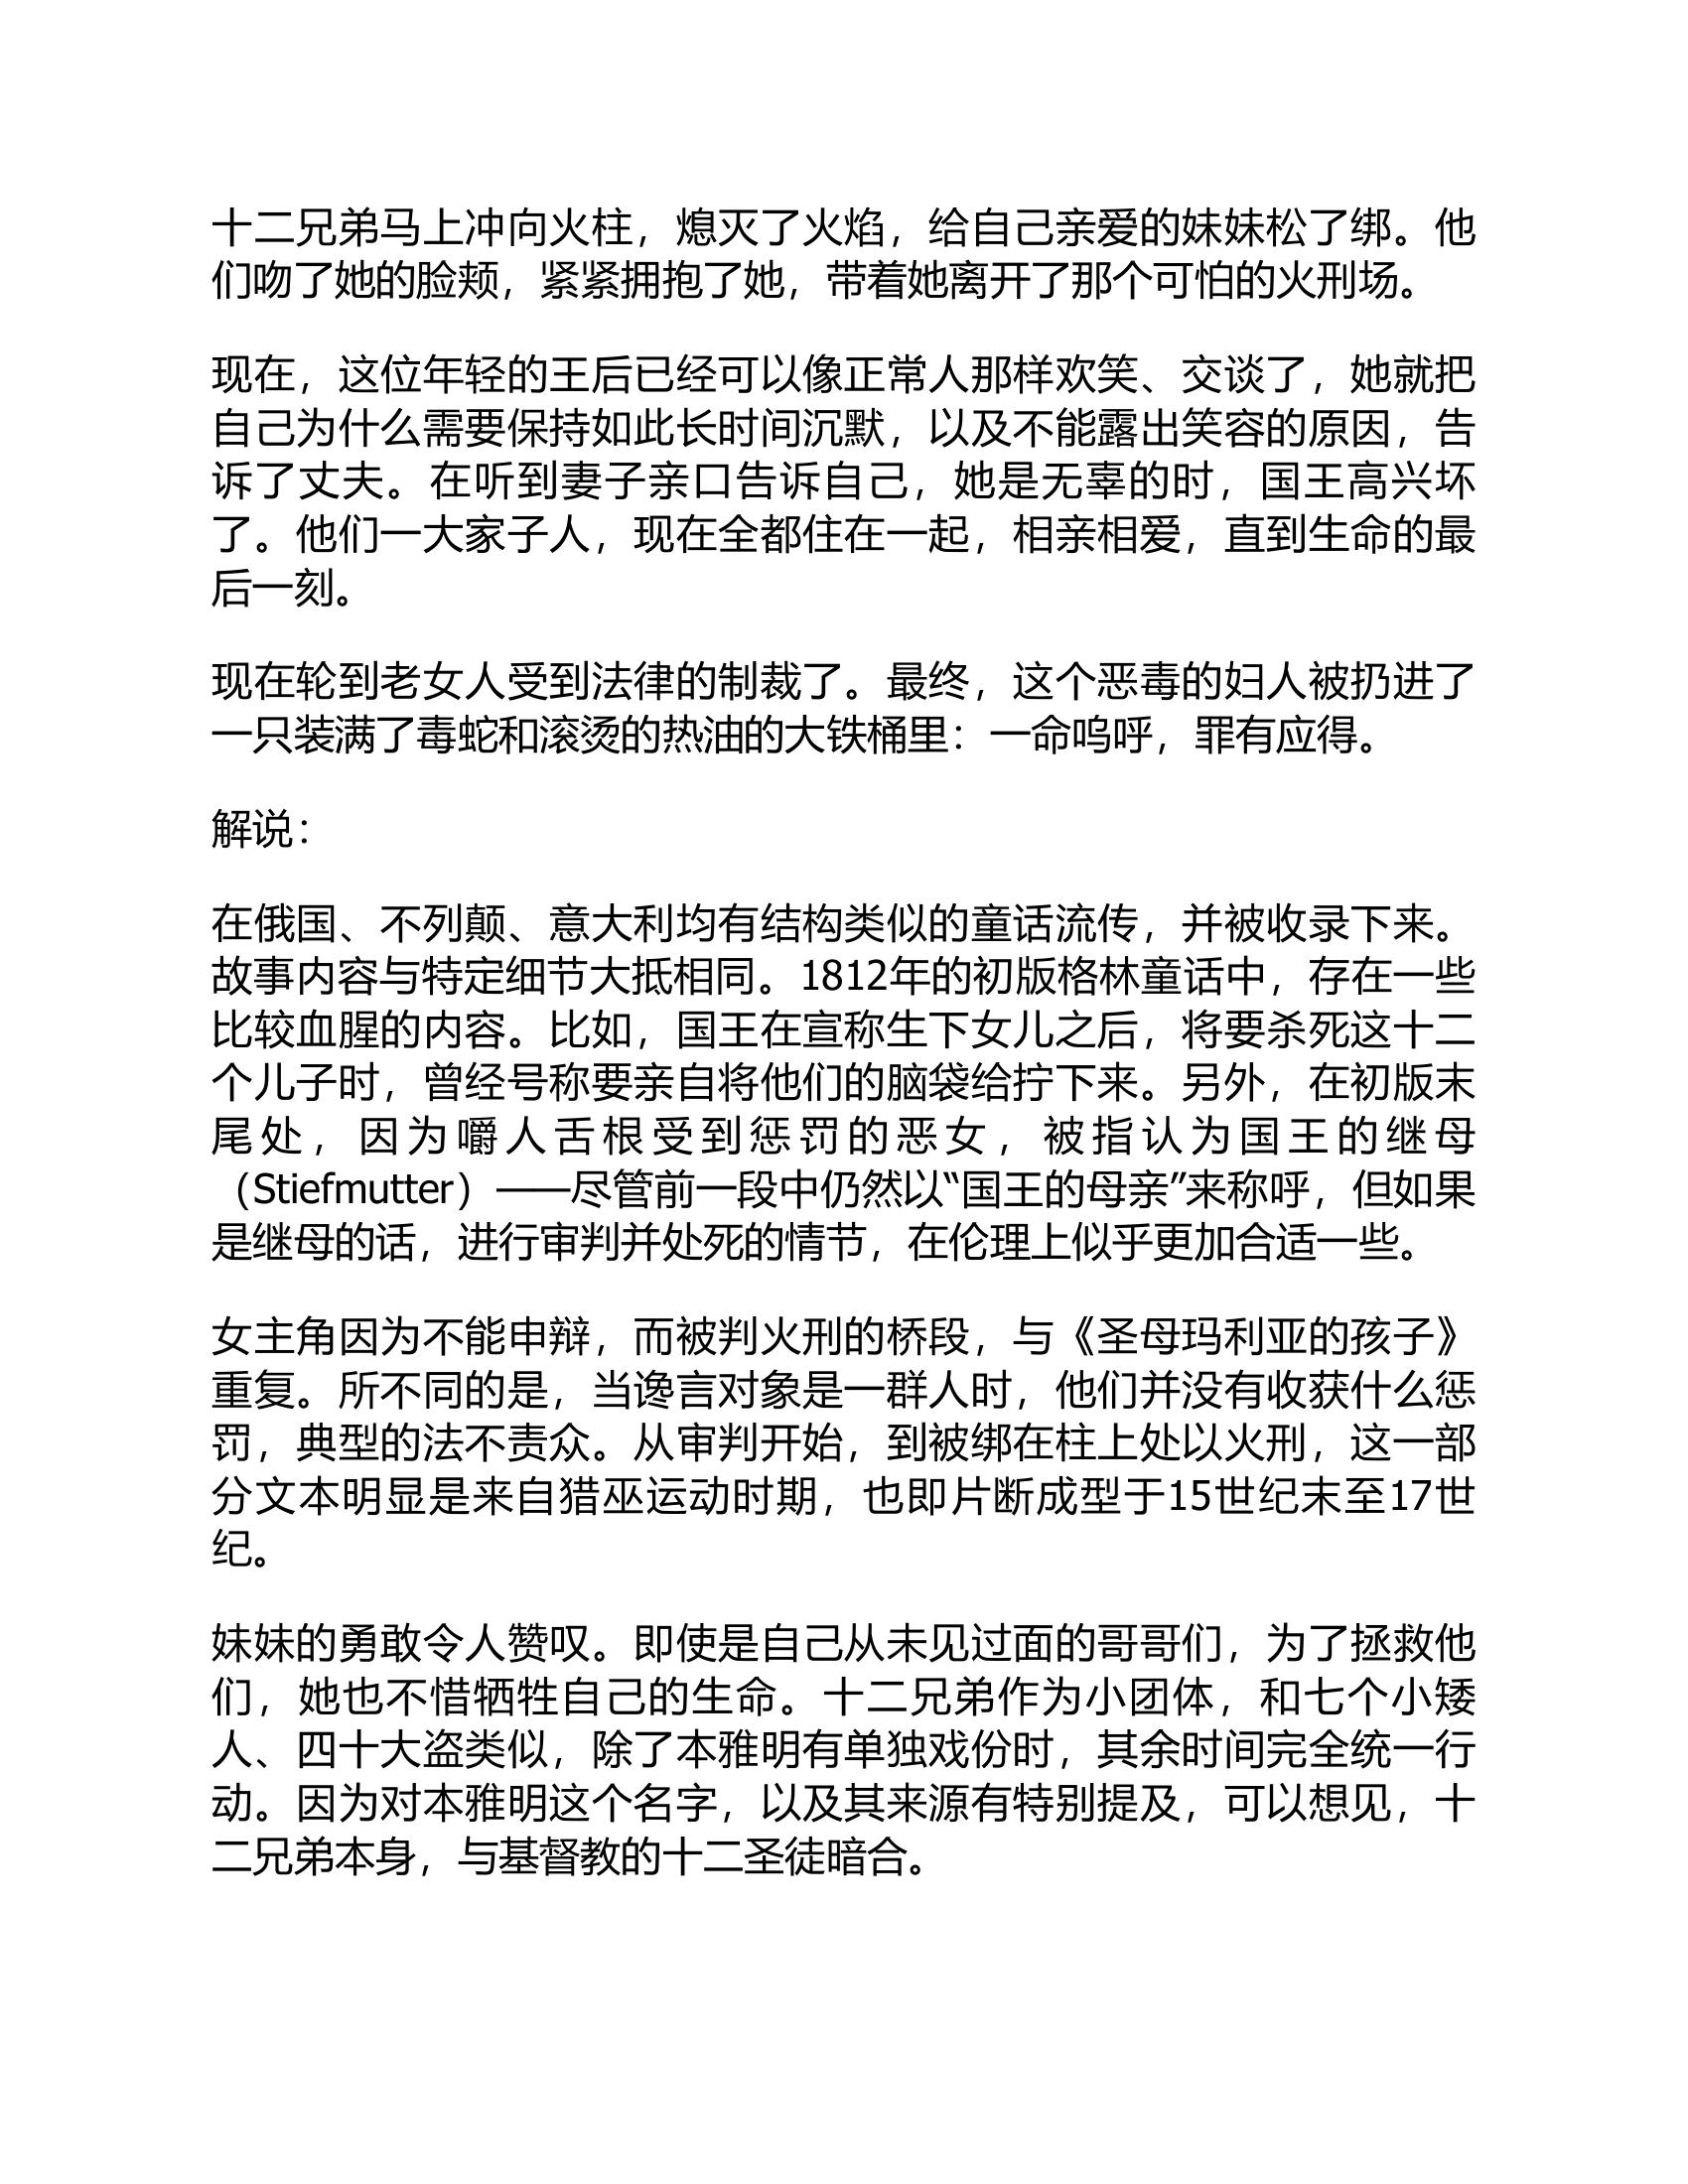 十二兄弟马上冲向火柱，熄灭了火焰，给自己亲爱的妹妹松了绑。他
们吻了她的脸颊，紧紧拥抱了她，带着她离开了那个可怕的火刑场。
现在，这位年轻的王后已经可以像正常人那样欢笑、交谈了，她就把
自己为什么需要保持如此长时间沉默，以及不能露出笑容的原因，告
诉了丈夫。在听到妻子亲口告诉自己，她是无辜的时，国王高兴坏
了。他们一大家子人，现在全都住在一起，相亲相爱，直到生命的最
后一刻。
现在轮到老女人受到法律的制裁了。最终，这个恶毒的妇人被扔进了
一只装满了毒蛇和滚烫的热油的大铁桶里：一命呜呼，罪有应得。
解说：
在俄国、不列颠、意大利均有结构类似的童话流传，并被收录下来。
故事内容与特定细节大抵相同。1812年的初版格林童话中，存在一些
比较血腥的内容。比如，国王在宣称生下女儿之后，将要杀死这十二
个儿子时，曾经号称要亲自将他们的脑袋给拧下来。另外，在初版末
尾处，因为嚼人舌根受到惩罚的恶女，被指认为国王的继母
（Stiefmutter）——尽管前一段中仍然以“国王的母亲”来称呼，但如果
是继母的话，进行审判并处死的情节，在伦理上似乎更加合适一些。
女主角因为不能申辩，而被判火刑的桥段，与《圣母玛利亚的孩子》
重复。所不同的是，当谗言对象是一群人时，他们并没有收获什么惩
罚，典型的法不责众。从审判开始，到被绑在柱上处以火刑，这一部
分文本明显是来自猎巫运动时期，也即片断成型于15世纪末至17世
纪。
妹妹的勇敢令人赞叹。即使是自己从未见过面的哥哥们，为了拯救他
们，她也不惜牺牲自己的生命。十二兄弟作为小团体，和七个小矮
人、四十大盗类似，除了本雅明有单独戏份时，其余时间完全统一行
动。因为对本雅明这个名字，以及其来源有特别提及，可以想见，十
二兄弟本身，与基督教的十二圣徒暗合。